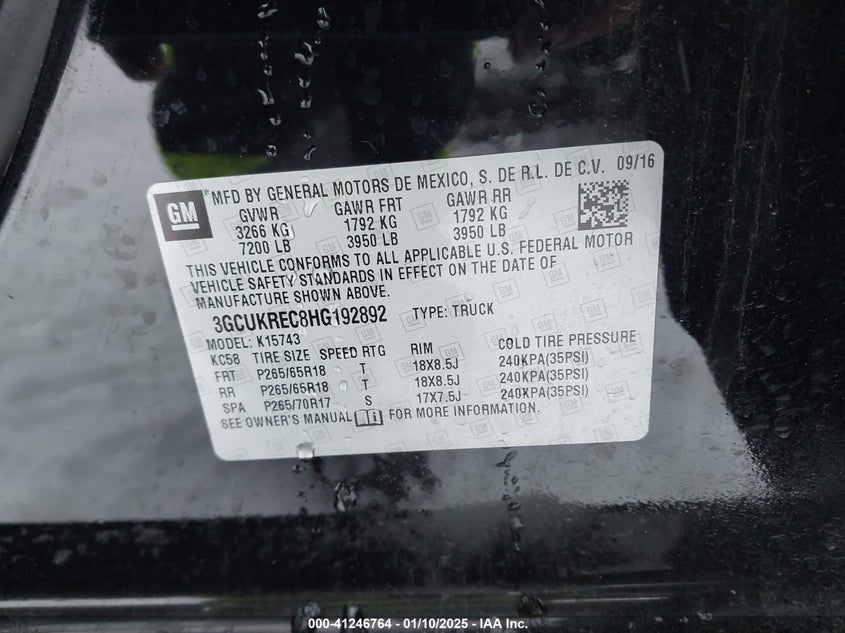 GM
®MFD BY GENERAL MOTORS DE MEXICO, S. DE R.L. DE C.V. 09/16
GVWR GAWR FRT GAWR RR
3266 KG 1792 KG 1792 KG
7200 LB 3950 LB 3950 LB
THIS VEHICLE CONFORMS TO ALL APPLICABLE U.S. FEDERAL MOTOR
VEHICLE SAFETY STANDARDS IN EFFECT ON THE DATE OF
MANUFACTURE SHOWN ABOVE.
3GCUKREC8HG192892 TYPE: TRUCK
MODEL: K15743
KC58 TIRE SIZE SPEED RTG RIM COLD TIRE PRESSURE
FRT P265/65R18 T 18X8.5J 240KPA(35PSI)
RR P265/65R18 T 18X8.5J 240KPA(35PSI)
SPA P265/70R17 S 17X7.5J 240KPA(35PSI)
SEE OWNER'S MANUAL FOR MORE INFORMATION.
000-41246764 — 01/10/2025 - IAA Inc.